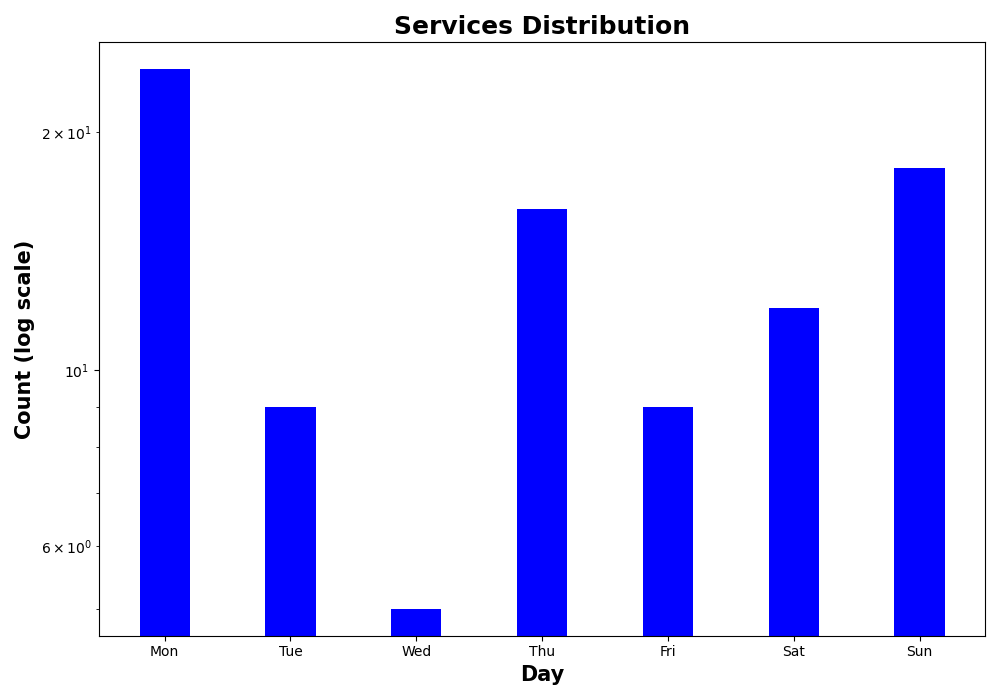 Services Distribution
Count (log scale)
2 × 10¹
10¹
6 × 10⁰
Mon Tue Wed Thu Fri Sat Sun
Day